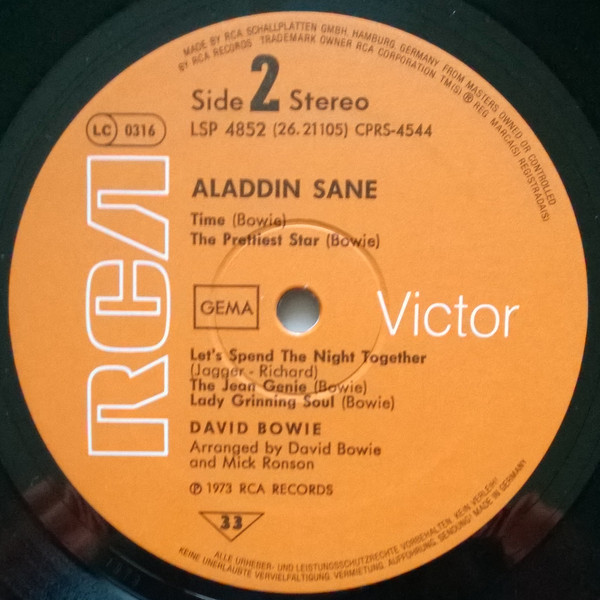 MADE BY RCA SCHALLPLATTEN GMBH, HAMBURG, GERMANY FROM MASTERS OWNED OR CONTROLLED
BY RCA RECORDS TRADEMARK OWNER RCA CORPORATION TM(S) ® REG. MARCA(S) REGISTRADA(S)
Side 2 Stereo
LC 0316
LSP 4852 (26.21105) CPRS-4544
ALADDIN SANE
Time (Bowie)
The Prettiest Star (Bowie)
RCA
GEMA
Victor
Let's Spend The Night Together
(Jagger - Richard)
The Jean Genie (Bowie)
Lady Grinning Soul (Bowie)
DAVID BOWIE
Arranged by David Bowie
and Mick Ronson
℗ 1973 RCA RECORDS
33
ALLE URHEBER- UND LEISTUNGSSCHUTZRECHTE VORBEHALTEN. KEIN VERLEIH!
KEINE UNERLAUBTE VERVIELFÄLTIGUNG, VERMIETUNG, AUFFÜHRUNG, SENDUNG! MADE IN GERMANY